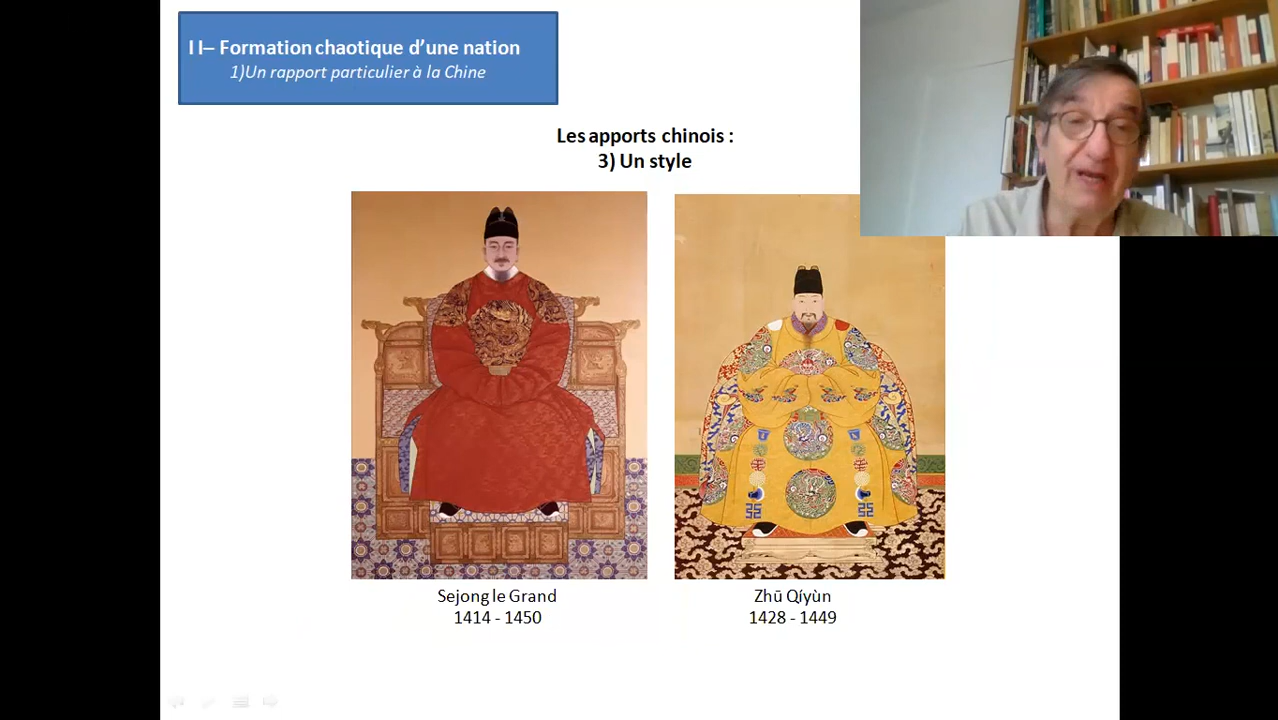 I I– Formation chaotique d’une nation
1)Un rapport particulier à la Chine
Les apports chinois :
3) Un style
Sejong le Grand
1414 - 1450
Zhū Qíyùn
1428 - 1449